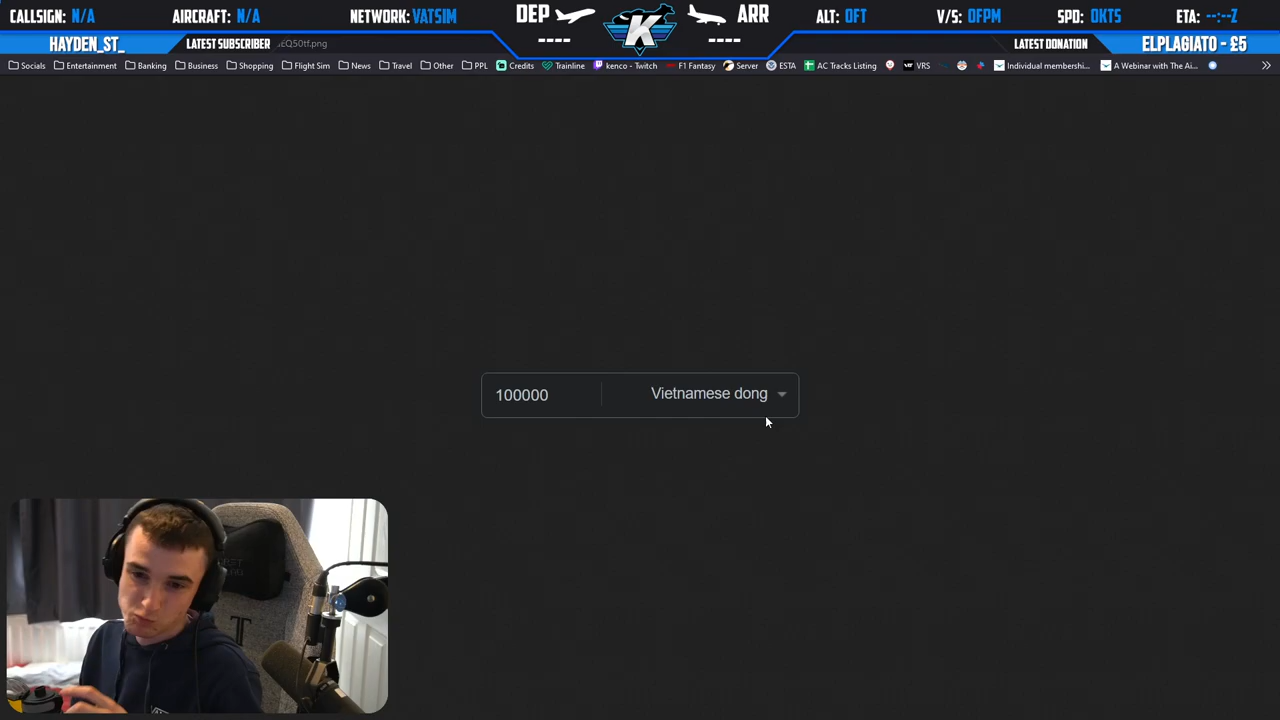 CALLSIGN: N/A
AIRCRAFT: N/A
NETWORK: VATSIM
DEP
----
K
ARR
----
ALT: 0FT
V/S: 0FPM
SPD: 0KTS
ETA: --:--Z
HAYDEN_ST_
LATEST SUBSCRIBER
EQ50tf.png
LATEST DONATION
ELPLAGIATO - £5
Socials
Entertainment
Banking
Business
Shopping
Flight Sim
News
Travel
Other
PPL
Credits
Trainline
kenco - Twitch
F1 Fantasy
Server
ESTA
AC Tracks Listing
VRS
Individual membershi...
A Webinar with The Ai...
100000
Vietnamese dong